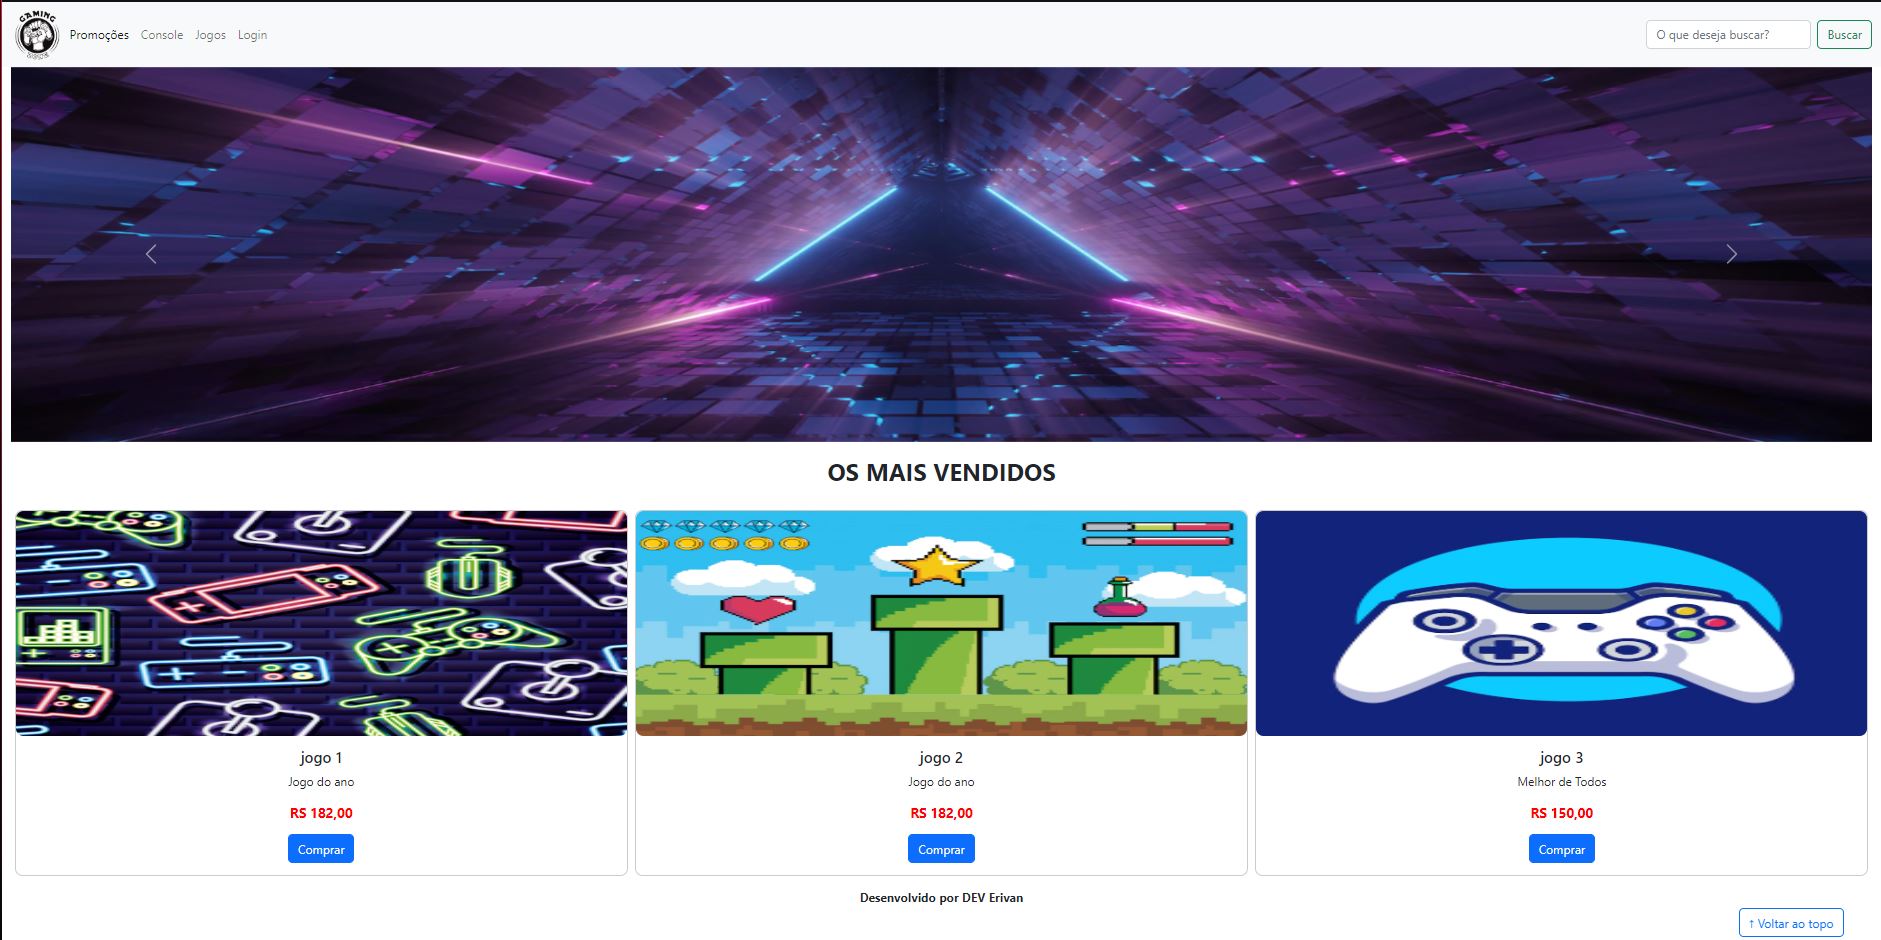 GAMING
Promoções Console Jogos Login
O que deseja buscar? Buscar
OS MAIS VENDIDOS
jogo 1
Jogo do ano
RS 182,00
Comprar
jogo 2
Jogo do ano
RS 182,00
Comprar
jogo 3
Melhor de Todos
RS 150,00
Comprar
Desenvolvido por DEV Erivan
↑ Voltar ao topo